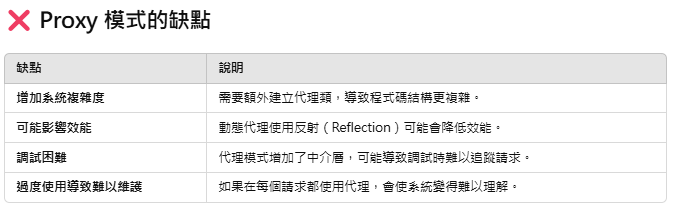 ❌ Proxy 模式的缺點
缺點 說明
增加系統複雜度 需要額外建立代理類，導致程式碼結構更複雜。
可能影響效能 動態代理使用反射（Reflection）可能會降低效能。
調試困難 代理模式增加了中介層，可能導致調試時難以追蹤請求。
過度使用導致難以維護 如果在每個請求都使用代理，會使系統變得難以理解。